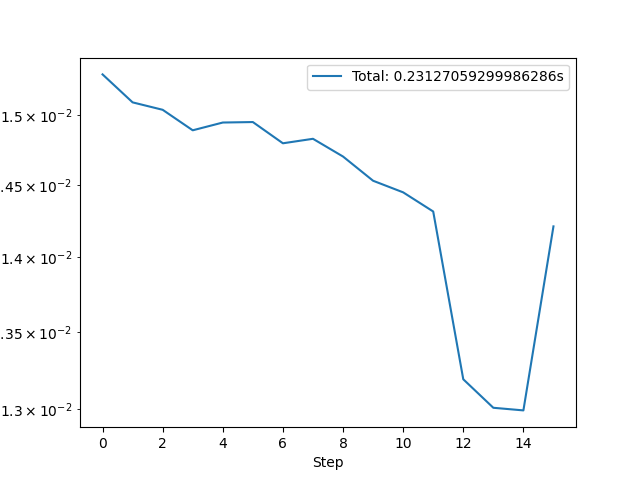 Total: 0.23127059299986286s
1.5 × 10⁻²
.45 × 10⁻²
1.4 × 10⁻²
.35 × 10⁻²
1.3 × 10⁻²
0 2 4 6 8 10 12 14
Step